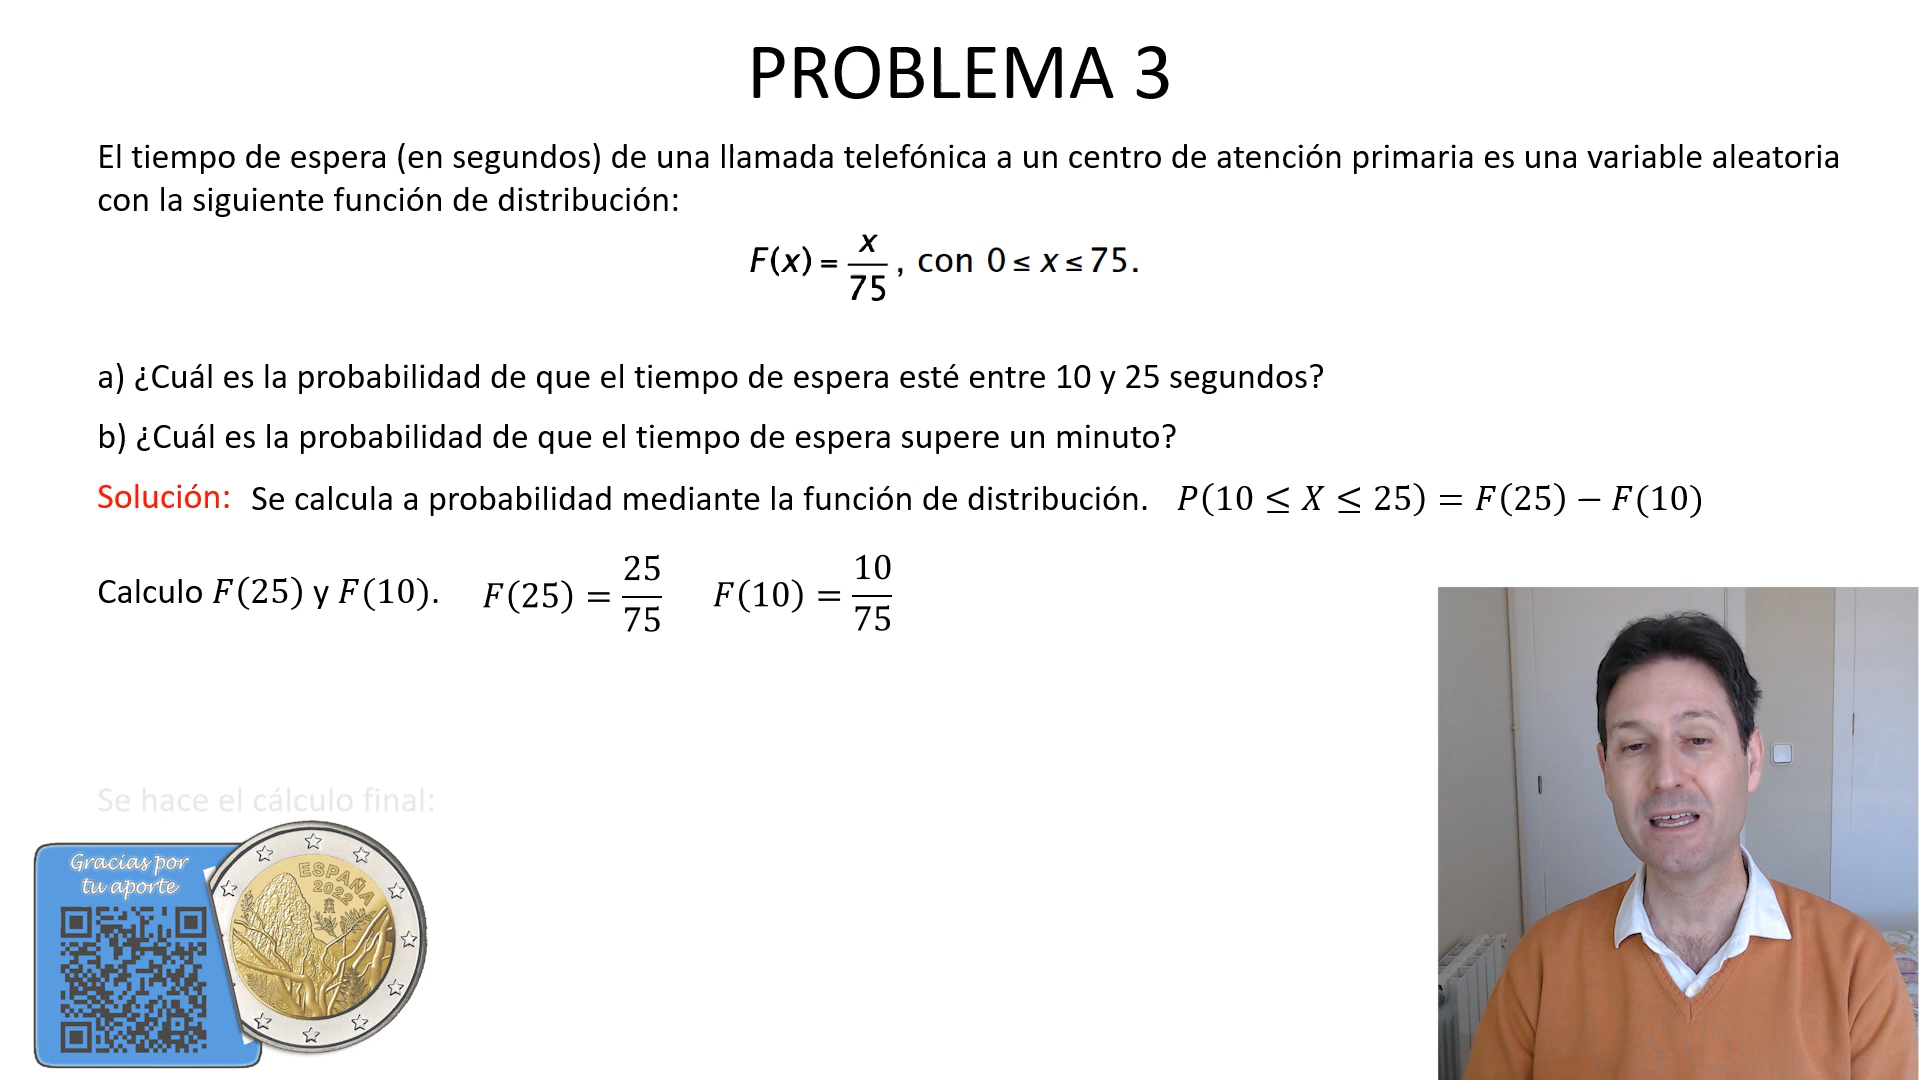 PROBLEMA 3
El tiempo de espera (en segundos) de una llamada telefónica a un centro de atención primaria es una variable aleatoria
con la siguiente función de distribución:
F(x) = x/75, con 0 ≤ x ≤ 75.
a) ¿Cuál es la probabilidad de que el tiempo de espera esté entre 10 y 25 segundos?
b) ¿Cuál es la probabilidad de que el tiempo de espera supere un minuto?
Solución: Se calcula a probabilidad mediante la función de distribución. P(10 ≤ X ≤ 25) = F(25) − F(10)
Calculo F(25) y F(10). F(25) = 25/75 F(10) = 10/75
Se hace el cálculo final:
Gracias por
tu aporte
ESPAÑA
2022